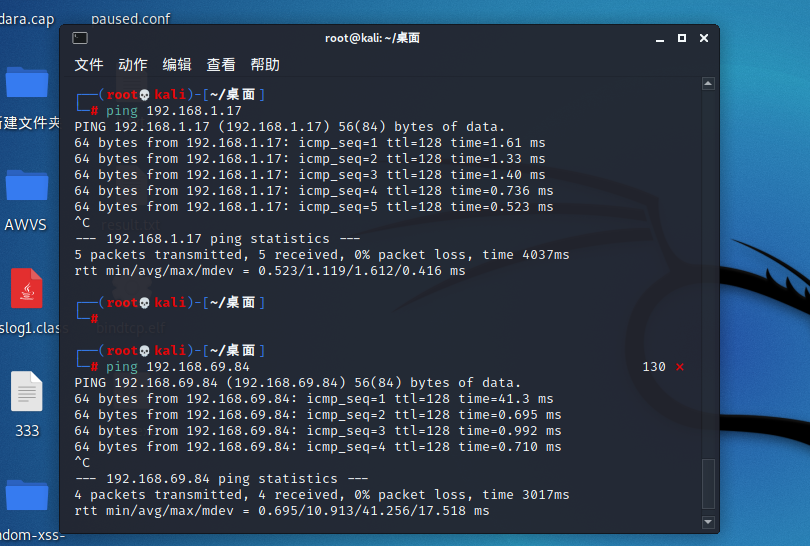 dara.cap
paused.conf
root@kali: ~/桌面
文件 动作 编辑 查看 帮助
┌──(root💀kali)-[~/桌面]
└─# ping 192.168.1.17
PING 192.168.1.17 (192.168.1.17) 56(84) bytes of data.
64 bytes from 192.168.1.17: icmp_seq=1 ttl=128 time=1.61 ms
64 bytes from 192.168.1.17: icmp_seq=2 ttl=128 time=1.33 ms
64 bytes from 192.168.1.17: icmp_seq=3 ttl=128 time=1.40 ms
64 bytes from 192.168.1.17: icmp_seq=4 ttl=128 time=0.736 ms
64 bytes from 192.168.1.17: icmp_seq=5 ttl=128 time=0.523 ms
^C
--- 192.168.1.17 ping statistics ---
5 packets transmitted, 5 received, 0% packet loss, time 4037ms
rtt min/avg/max/mdev = 0.523/1.119/1.612/0.416 ms
┌──(root💀kali)-[~/桌面]
└─#
┌──(root💀kali)-[~/桌面]
└─# ping 192.168.69.84 130 ⨯
PING 192.168.69.84 (192.168.69.84) 56(84) bytes of data.
64 bytes from 192.168.69.84: icmp_seq=1 ttl=128 time=41.3 ms
64 bytes from 192.168.69.84: icmp_seq=2 ttl=128 time=0.695 ms
64 bytes from 192.168.69.84: icmp_seq=3 ttl=128 time=0.992 ms
64 bytes from 192.168.69.84: icmp_seq=4 ttl=128 time=0.710 ms
^C
--- 192.168.69.84 ping statistics ---
4 packets transmitted, 4 received, 0% packet loss, time 3017ms
rtt min/avg/max/mdev = 0.695/10.913/41.256/17.518 ms
建文件夹
AWVS
slog1.class
bindtcp.elf
333
dom-xss-